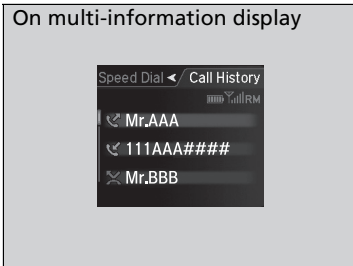 On multi-information display
Speed Dial / Call History
RM
Mr.AAA
111AAA####
Mr.BBB